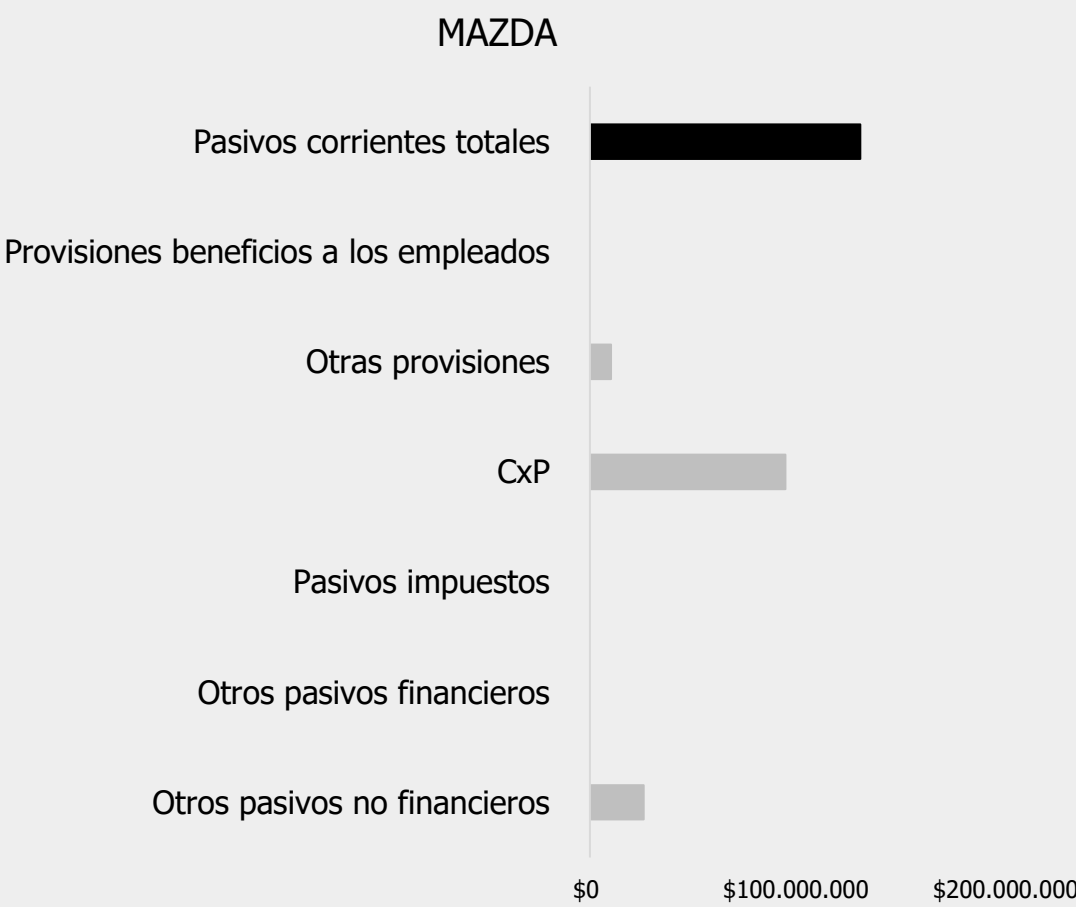 MAZDA
Pasivos corrientes totales
Provisiones beneficios a los empleados
Otras provisiones
CxP
Pasivos impuestos
Otros pasivos financieros
Otros pasivos no financieros
$0 $100.000.000 $200.000.000